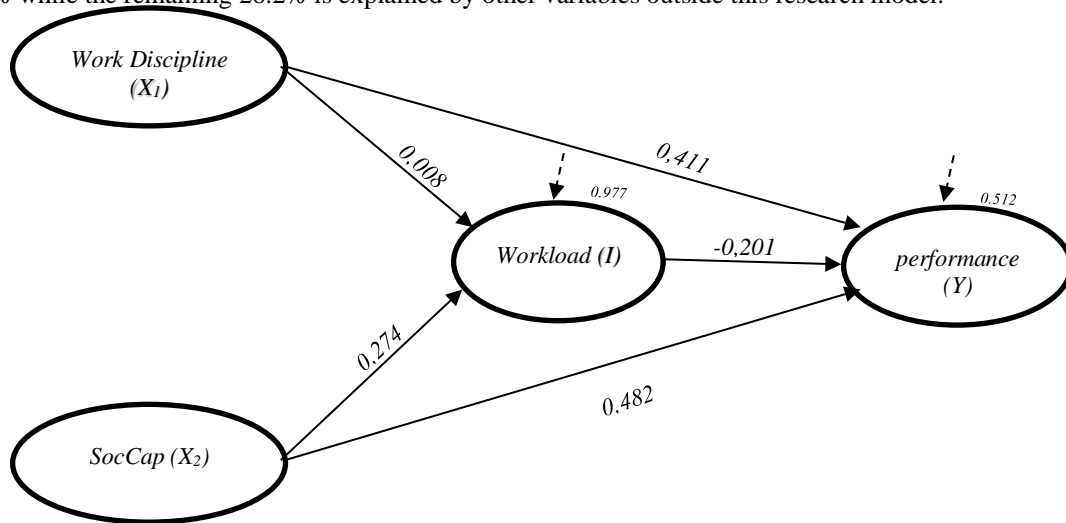 % while the remaining 28.2% is explained by other variables outside this research model.
Work Discipline
(X1)
0,008
0,411
0.977
0.512
Workload (I)
-0,201
performance
(Y)
0,274
0,482
SocCap (X2)